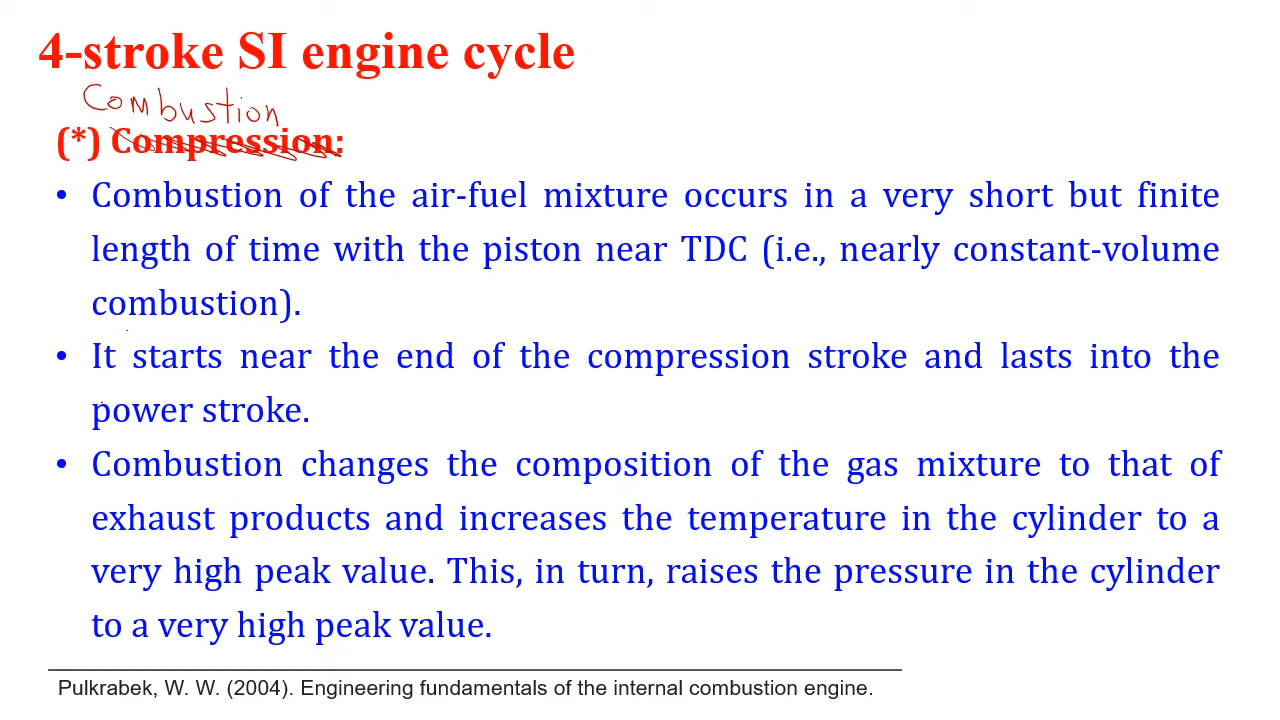 4-stroke SI engine cycle
Combustion
(*) Compression:
• Combustion of the air-fuel mixture occurs in a very short but finite
length of time with the piston near TDC (i.e., nearly constant-volume
combustion).
• It starts near the end of the compression stroke and lasts into the
power stroke.
• Combustion changes the composition of the gas mixture to that of
exhaust products and increases the temperature in the cylinder to a
very high peak value. This, in turn, raises the pressure in the cylinder
to a very high peak value.
Pulkrabek, W. W. (2004). Engineering fundamentals of the internal combustion engine.